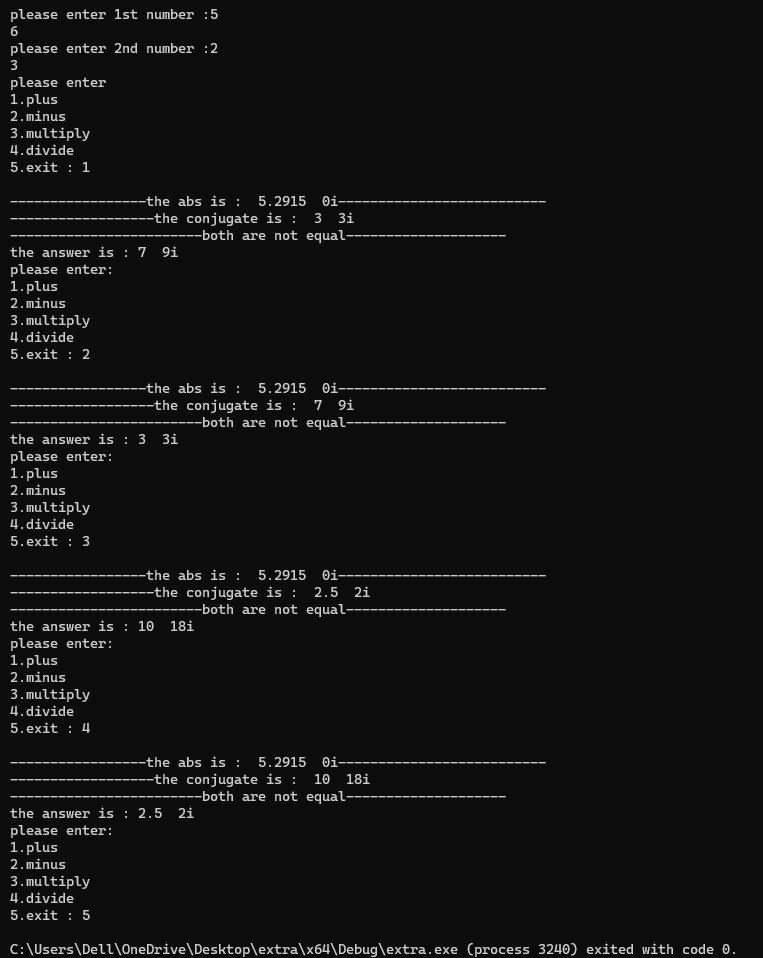 please enter 1st number :5
6
please enter 2nd number :2
3
please enter
1.plus
2.minus
3.multiply
4.divide
5.exit : 1
-----------------the abs is :  5.2915  0i--------------------------
------------------the conjugate is :  3  3i
------------------------both are not equal--------------------
the answer is : 7  9i
please enter:
1.plus
2.minus
3.multiply
4.divide
5.exit : 2
-----------------the abs is :  5.2915  0i--------------------------
------------------the conjugate is :  7  9i
------------------------both are not equal--------------------
the answer is : 3  3i
please enter:
1.plus
2.minus
3.multiply
4.divide
5.exit : 3
-----------------the abs is :  5.2915  0i--------------------------
------------------the conjugate is :  2.5  2i
------------------------both are not equal--------------------
the answer is : 10  18i
please enter:
1.plus
2.minus
3.multiply
4.divide
5.exit : 4
-----------------the abs is :  5.2915  0i--------------------------
------------------the conjugate is :  10  18i
------------------------both are not equal--------------------
the answer is : 2.5  2i
please enter:
1.plus
2.minus
3.multiply
4.divide
5.exit : 5
C:\Users\Dell\OneDrive\Desktop\extra\x64\Debug\extra.exe (process 3240) exited with code 0.